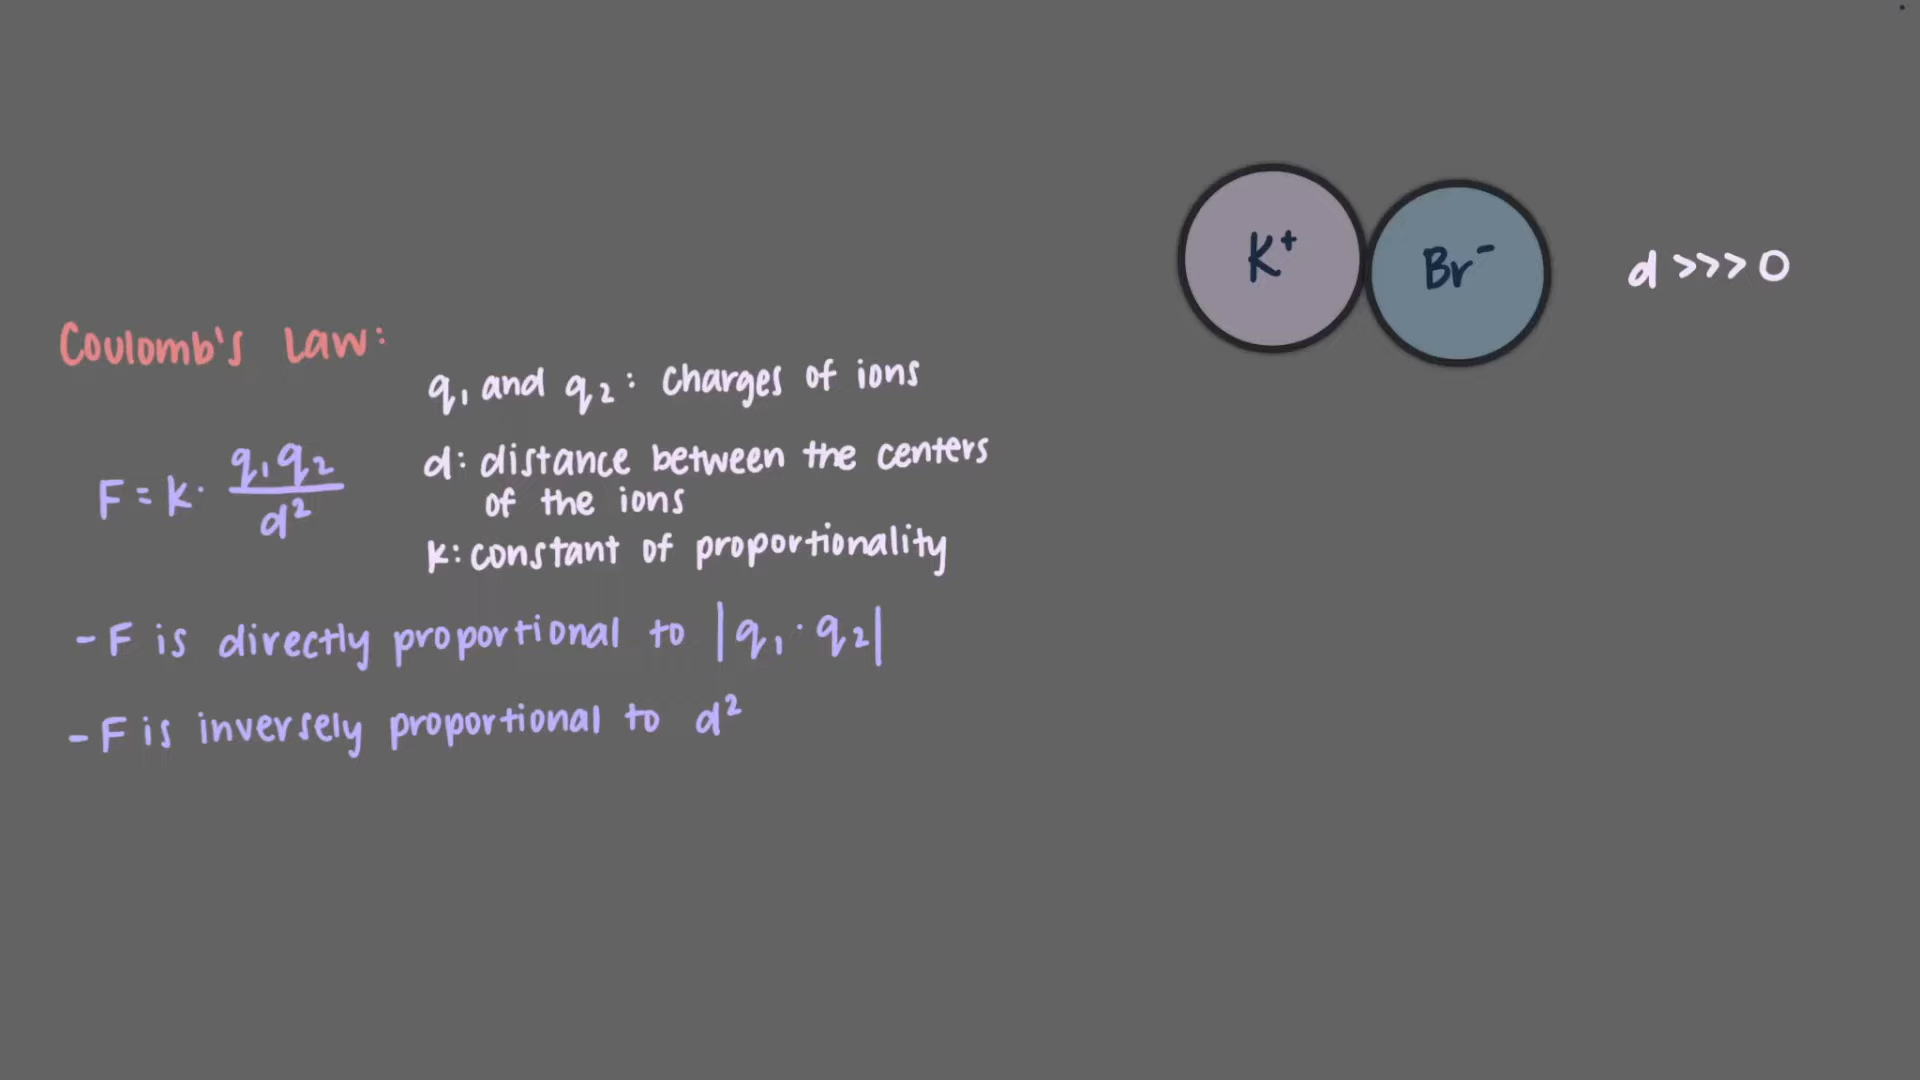 Coulomb's Law:
q₁ and q₂: charges of ions
F = k · q₁q₂ / d²
d: distance between the centers
of the ions
k: constant of proportionality
- F is directly proportional to |q₁ · q₂|
- F is inversely proportional to d²
K⁺
Br⁻
d >>> 0